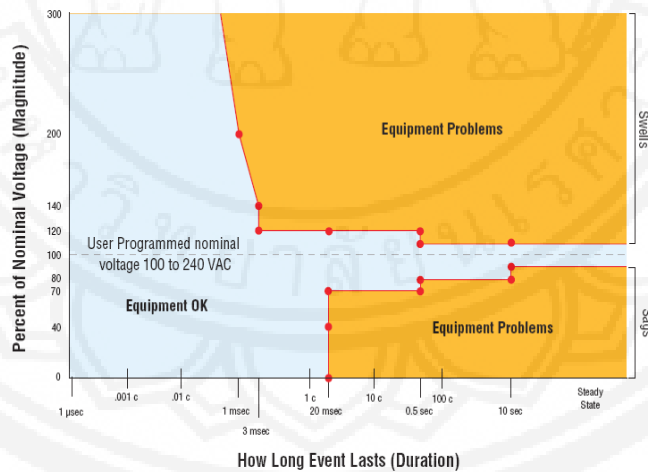 300
Percent of Nominal Voltage (Magnitude)
Equipment Problems
Swells
200
140
120
User Programmed nominal
voltage 100 to 240 VAC
100
80
70
Equipment OK
40
Equipment Problems
Sags
0
1 µsec
.001 c
.01 c
1 msec
3 msec
1 c
20 msec
10 c
0.5 sec
100 c
10 sec
Steady
State
How Long Event Lasts (Duration)